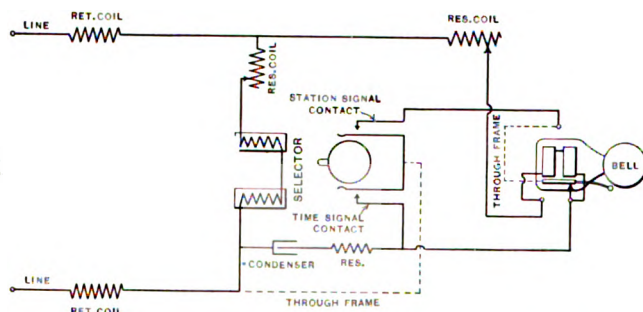 LINE
RET. COIL
RES. COIL
RES. COIL
STATION SIGNAL
CONTACT
SELECTOR
THROUGH FRAME
BELL
TIME SIGNAL
CONTACT
CONDENSER
RES.
LINE
RET. COIL
THROUGH FRAME